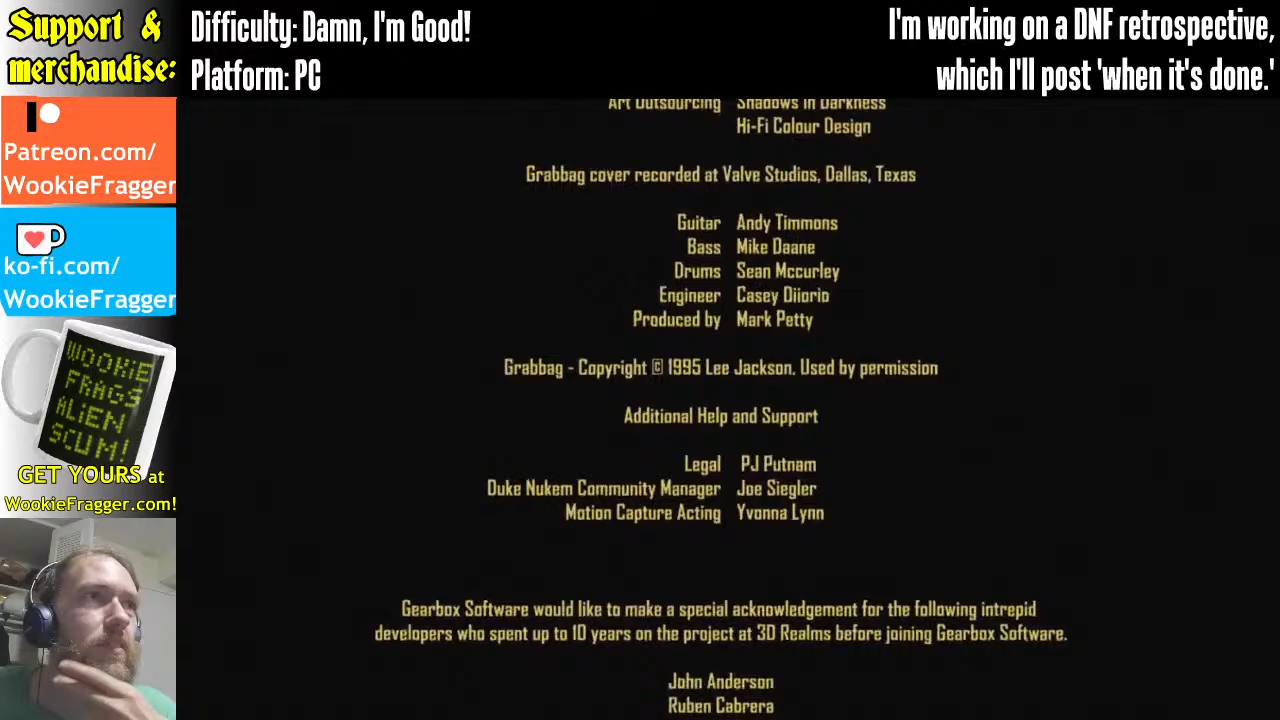 Support &
merchandise:
Patreon.com/
WookieFragger
ko-fi.com/
WookieFragger
WOOKIE
FRAGS
ALiEN
SCUM!
GET YOURS at
WookieFragger.com!
Difficulty: Damn, I'm Good!
Platform: PC
I'm working on a DNF retrospective,
which I'll post 'when it's done.'
Art Outsourcing Shadows in Darkness
Hi-Fi Colour Design
Grabbag cover recorded at Valve Studios, Dallas, Texas
Guitar Andy Timmons
Bass Mike Daane
Drums Sean Mccurley
Engineer Casey Diiorio
Produced by Mark Petty
Grabbag - Copyright © 1995 Lee Jackson. Used by permission
Additional Help and Support
Legal PJ Putnam
Duke Nukem Community Manager Joe Siegler
Motion Capture Acting Yvonna Lynn
Gearbox Software would like to make a special acknowledgement for the following intrepid
developers who spent up to 10 years on the project at 3D Realms before joining Gearbox Software.
John Anderson
Ruben Cabrera